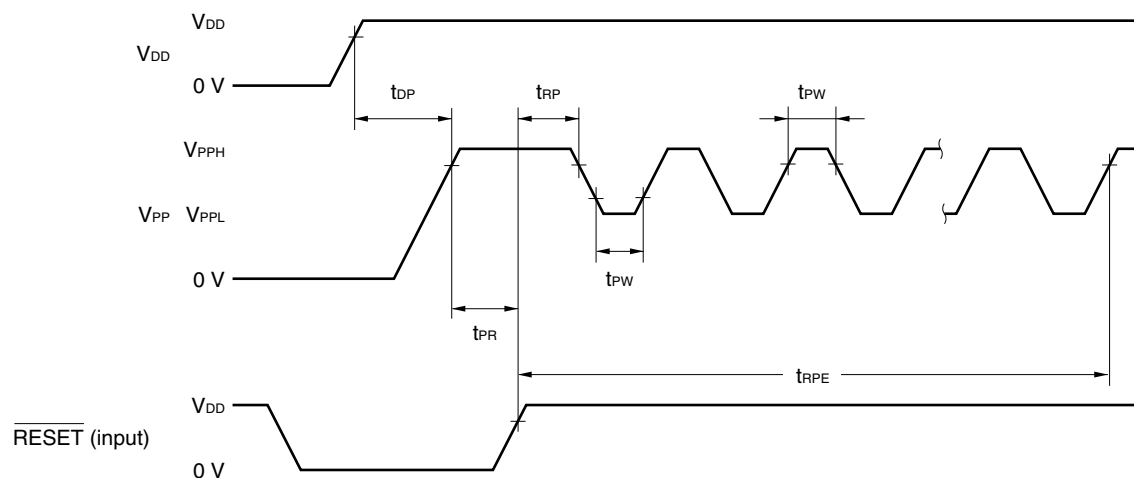 VDD
VDD
0 V
tDP
tRP
tPW
VPPH
VPP VPPL
0 V
tPW
tPR
tRPE
VDD
RESET (input)
0 V